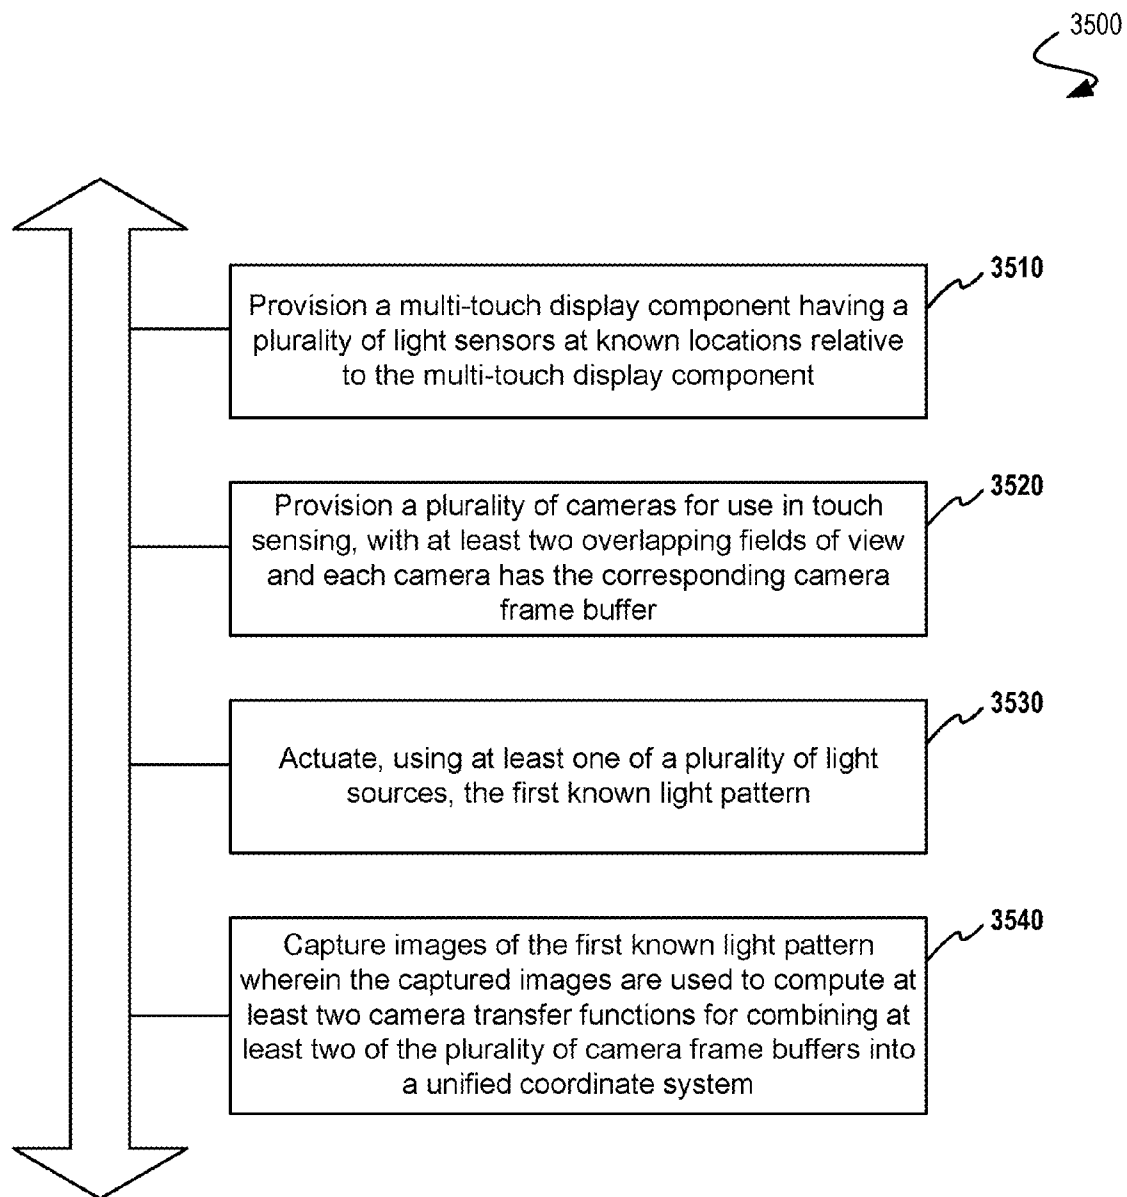 3500
3510
Provision a multi-touch display component having a
plurality of light sensors at known locations relative
to the multi-touch display component
3520
Provision a plurality of cameras for use in touch
sensing, with at least two overlapping fields of view
and each camera has the corresponding camera
frame buffer
3530
Actuate, using at least one of a plurality of light
sources, the first known light pattern
3540
Capture images of the first known light pattern
wherein the captured images are used to compute at
least two camera transfer functions for combining at
least two of the plurality of camera frame buffers into
a unified coordinate system